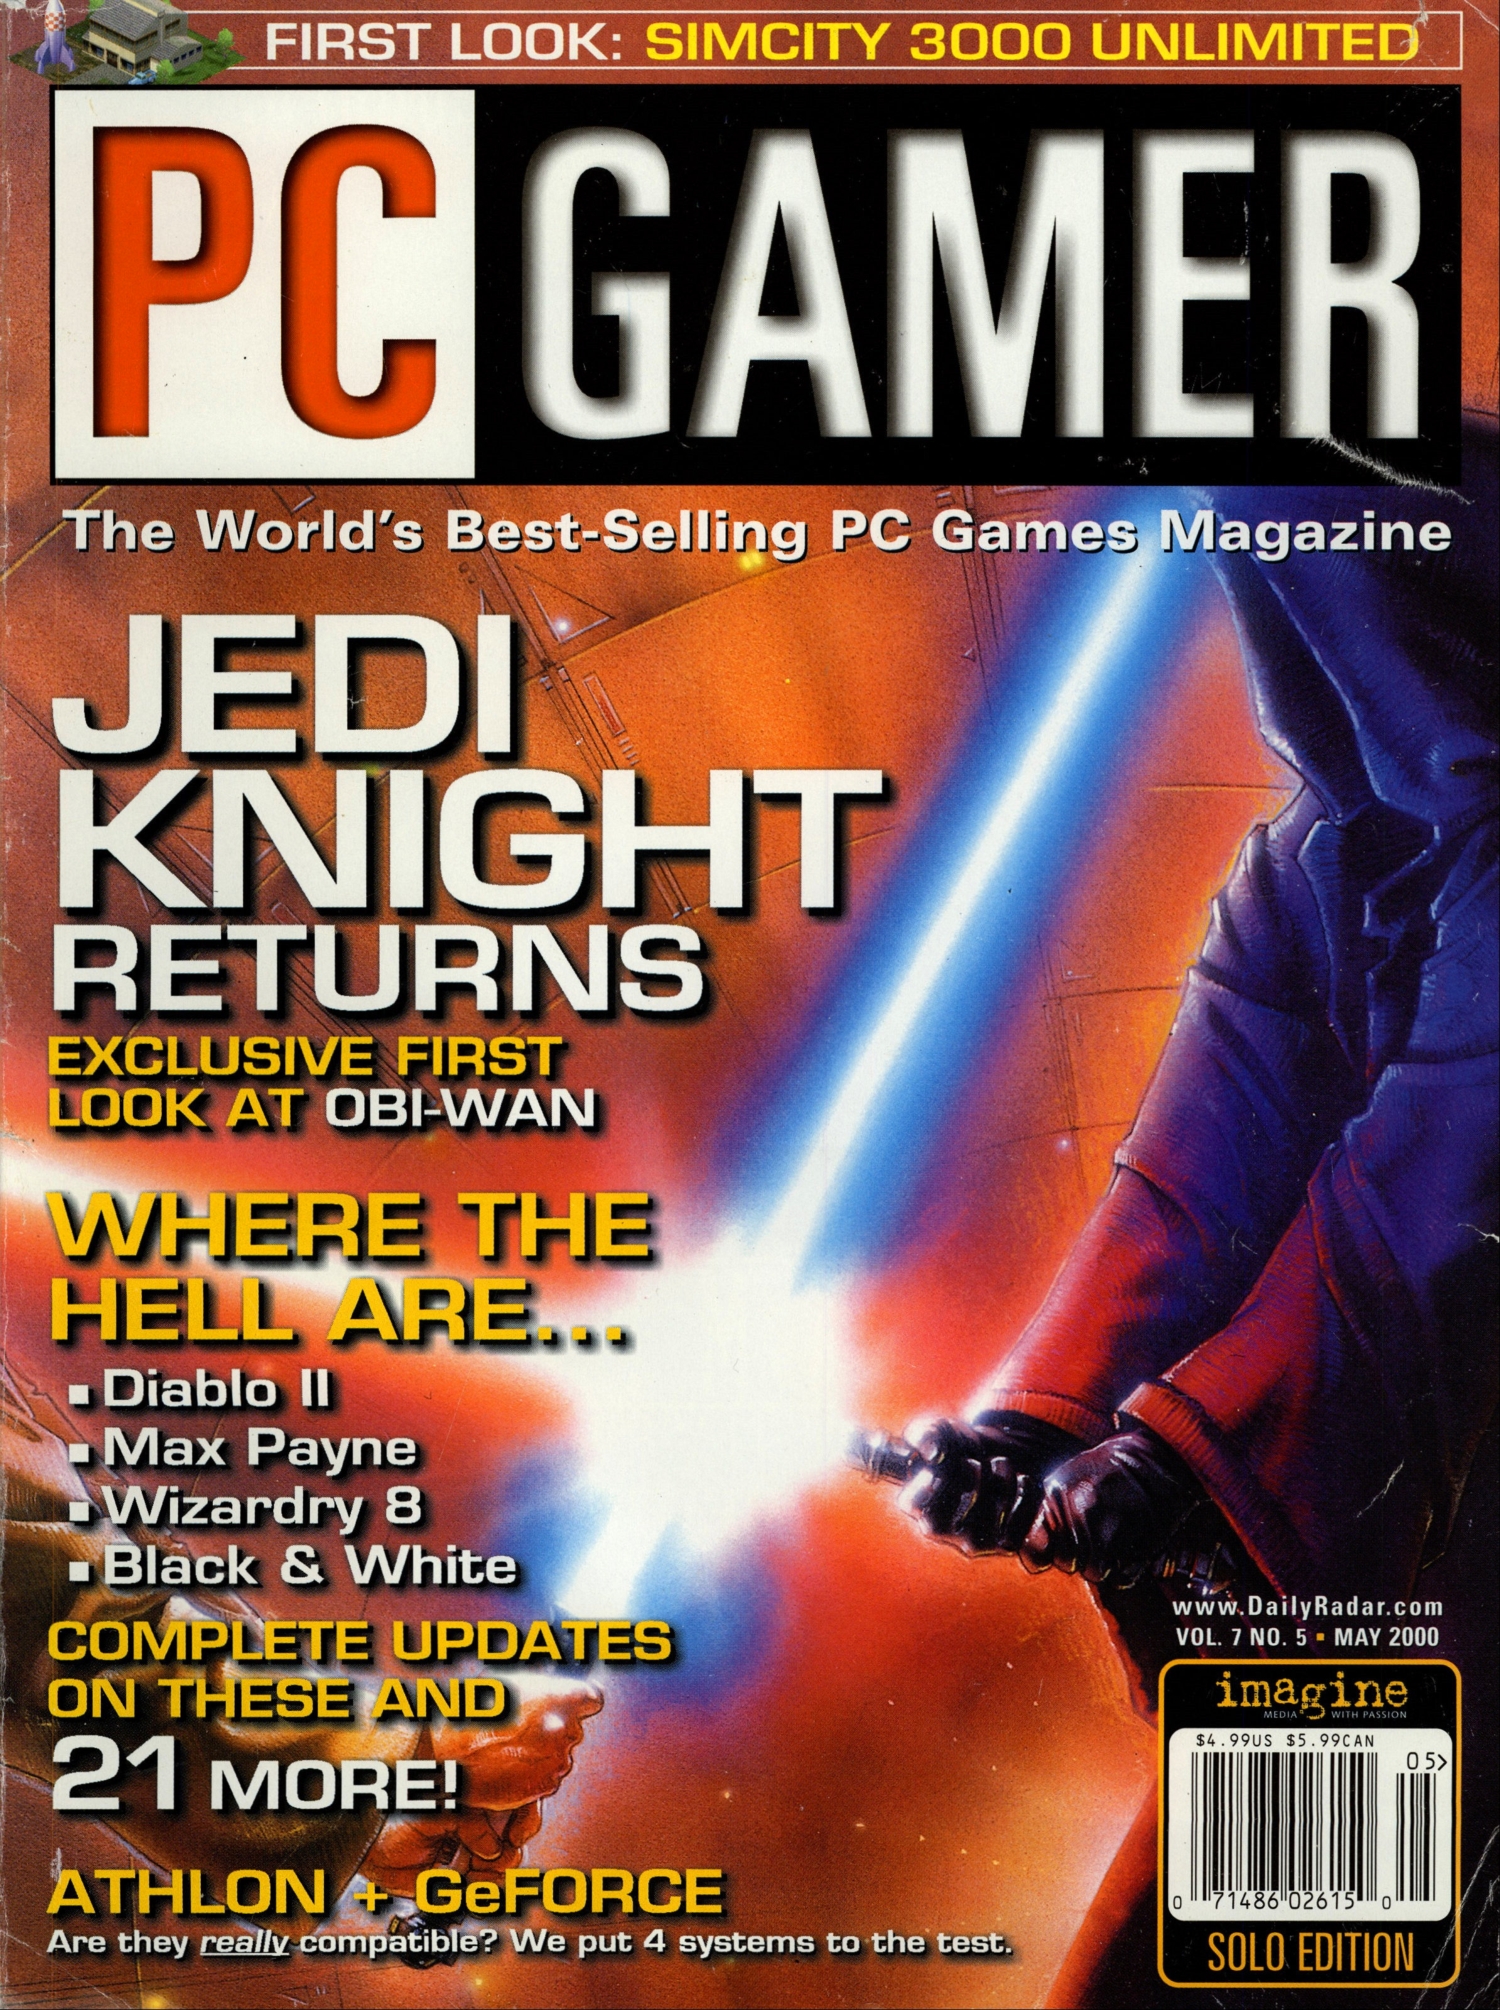 FIRST LOOK: SIMCITY 3000 UNLIMITED
PC GAMER
The World's Best-Selling PC Games Magazine
JEDI
KNIGHT
RETURNS
EXCLUSIVE FIRST
LOOK AT OBI-WAN
WHERE THE
HELL ARE...
▪ Diablo II
▪ Max Payne
▪ Wizardry 8
▪ Black & White
COMPLETE UPDATES
ON THESE AND
21 MORE!
ATHLON + GeFORCE
Are they really compatible? We put 4 systems to the test.
www.DailyRadar.com
VOL. 7 NO. 5 ▪ MAY 2000
imagine
MEDIA WITH PASSION
$4.99US $5.99CAN
05>
0 71486 02615 0
SOLO EDITION